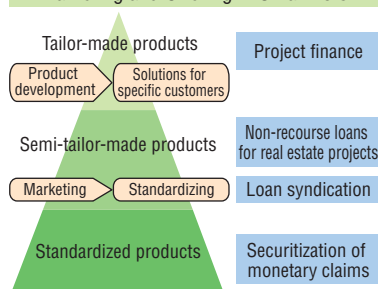 Tailor-made products
Project finance
Product
development
Solutions for
specific customers
Semi-tailor-made products
Non-recourse loans
for real estate projects
Marketing
Standardizing
Loan syndication
Standardized products
Securitization of
monetary claims